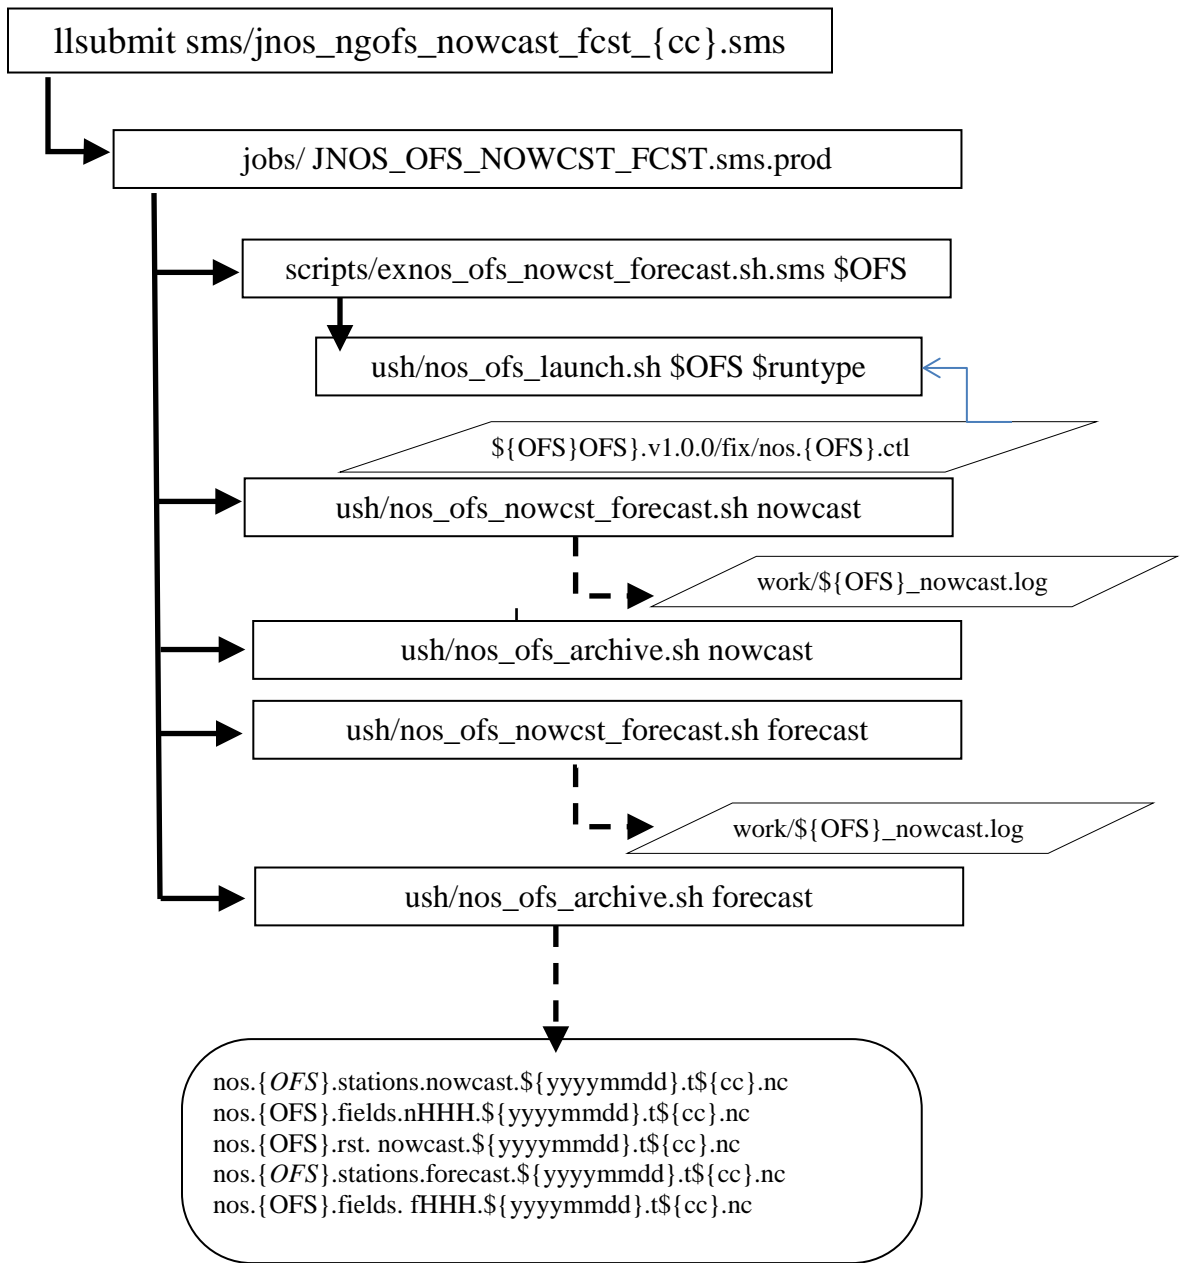 llsubmit sms/jnos_ngofs_nowcast_fcst_{cc}.sms
jobs/ JNOS_OFS_NOWCST_FCST.sms.prod
scripts/exnos_ofs_nowcst_forecast.sh.sms $OFS
ush/nos_ofs_launch.sh $OFS $runtype
${OFS}OFS}.v1.0.0/fix/nos.{OFS}.ctl
ush/nos_ofs_nowcst_forecast.sh nowcast
work/${OFS}_nowcast.log
ush/nos_ofs_archive.sh nowcast
ush/nos_ofs_nowcst_forecast.sh forecast
work/${OFS}_nowcast.log
ush/nos_ofs_archive.sh forecast
nos.{OFS}.stations.nowcast.${yyyymmdd}.t${cc}.nc
nos.{OFS}.fields.nHHH.${yyyymmdd}.t${cc}.nc
nos.{OFS}.rst. nowcast.${yyyymmdd}.t${cc}.nc
nos.{OFS}.stations.forecast.${yyyymmdd}.t${cc}.nc
nos.{OFS}.fields. fHHH.${yyyymmdd}.t${cc}.nc